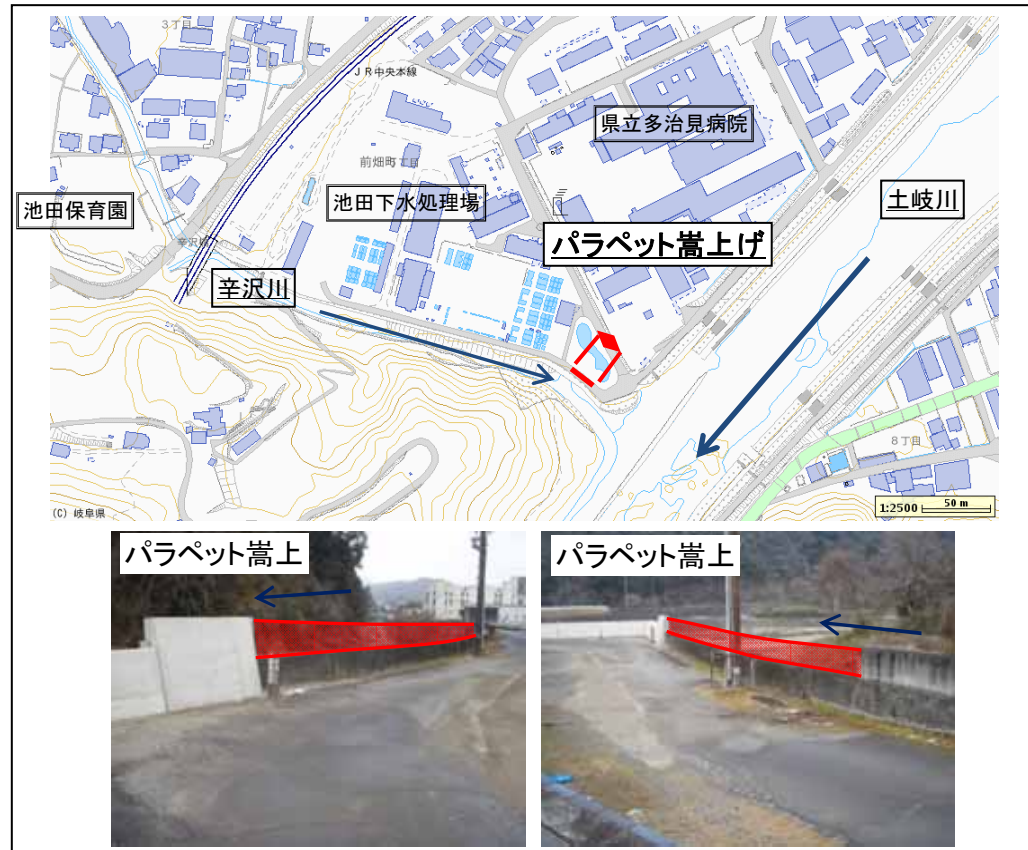 3丁目
JR中央本線
県立多治見病院
前畑町
丁目
池田保育園
池田下水処理場
土岐川
パラペット嵩上げ
辛沢川
8丁目
(C) 岐阜県
1:2500 50 m
パラペット嵩上
パラペット嵩上